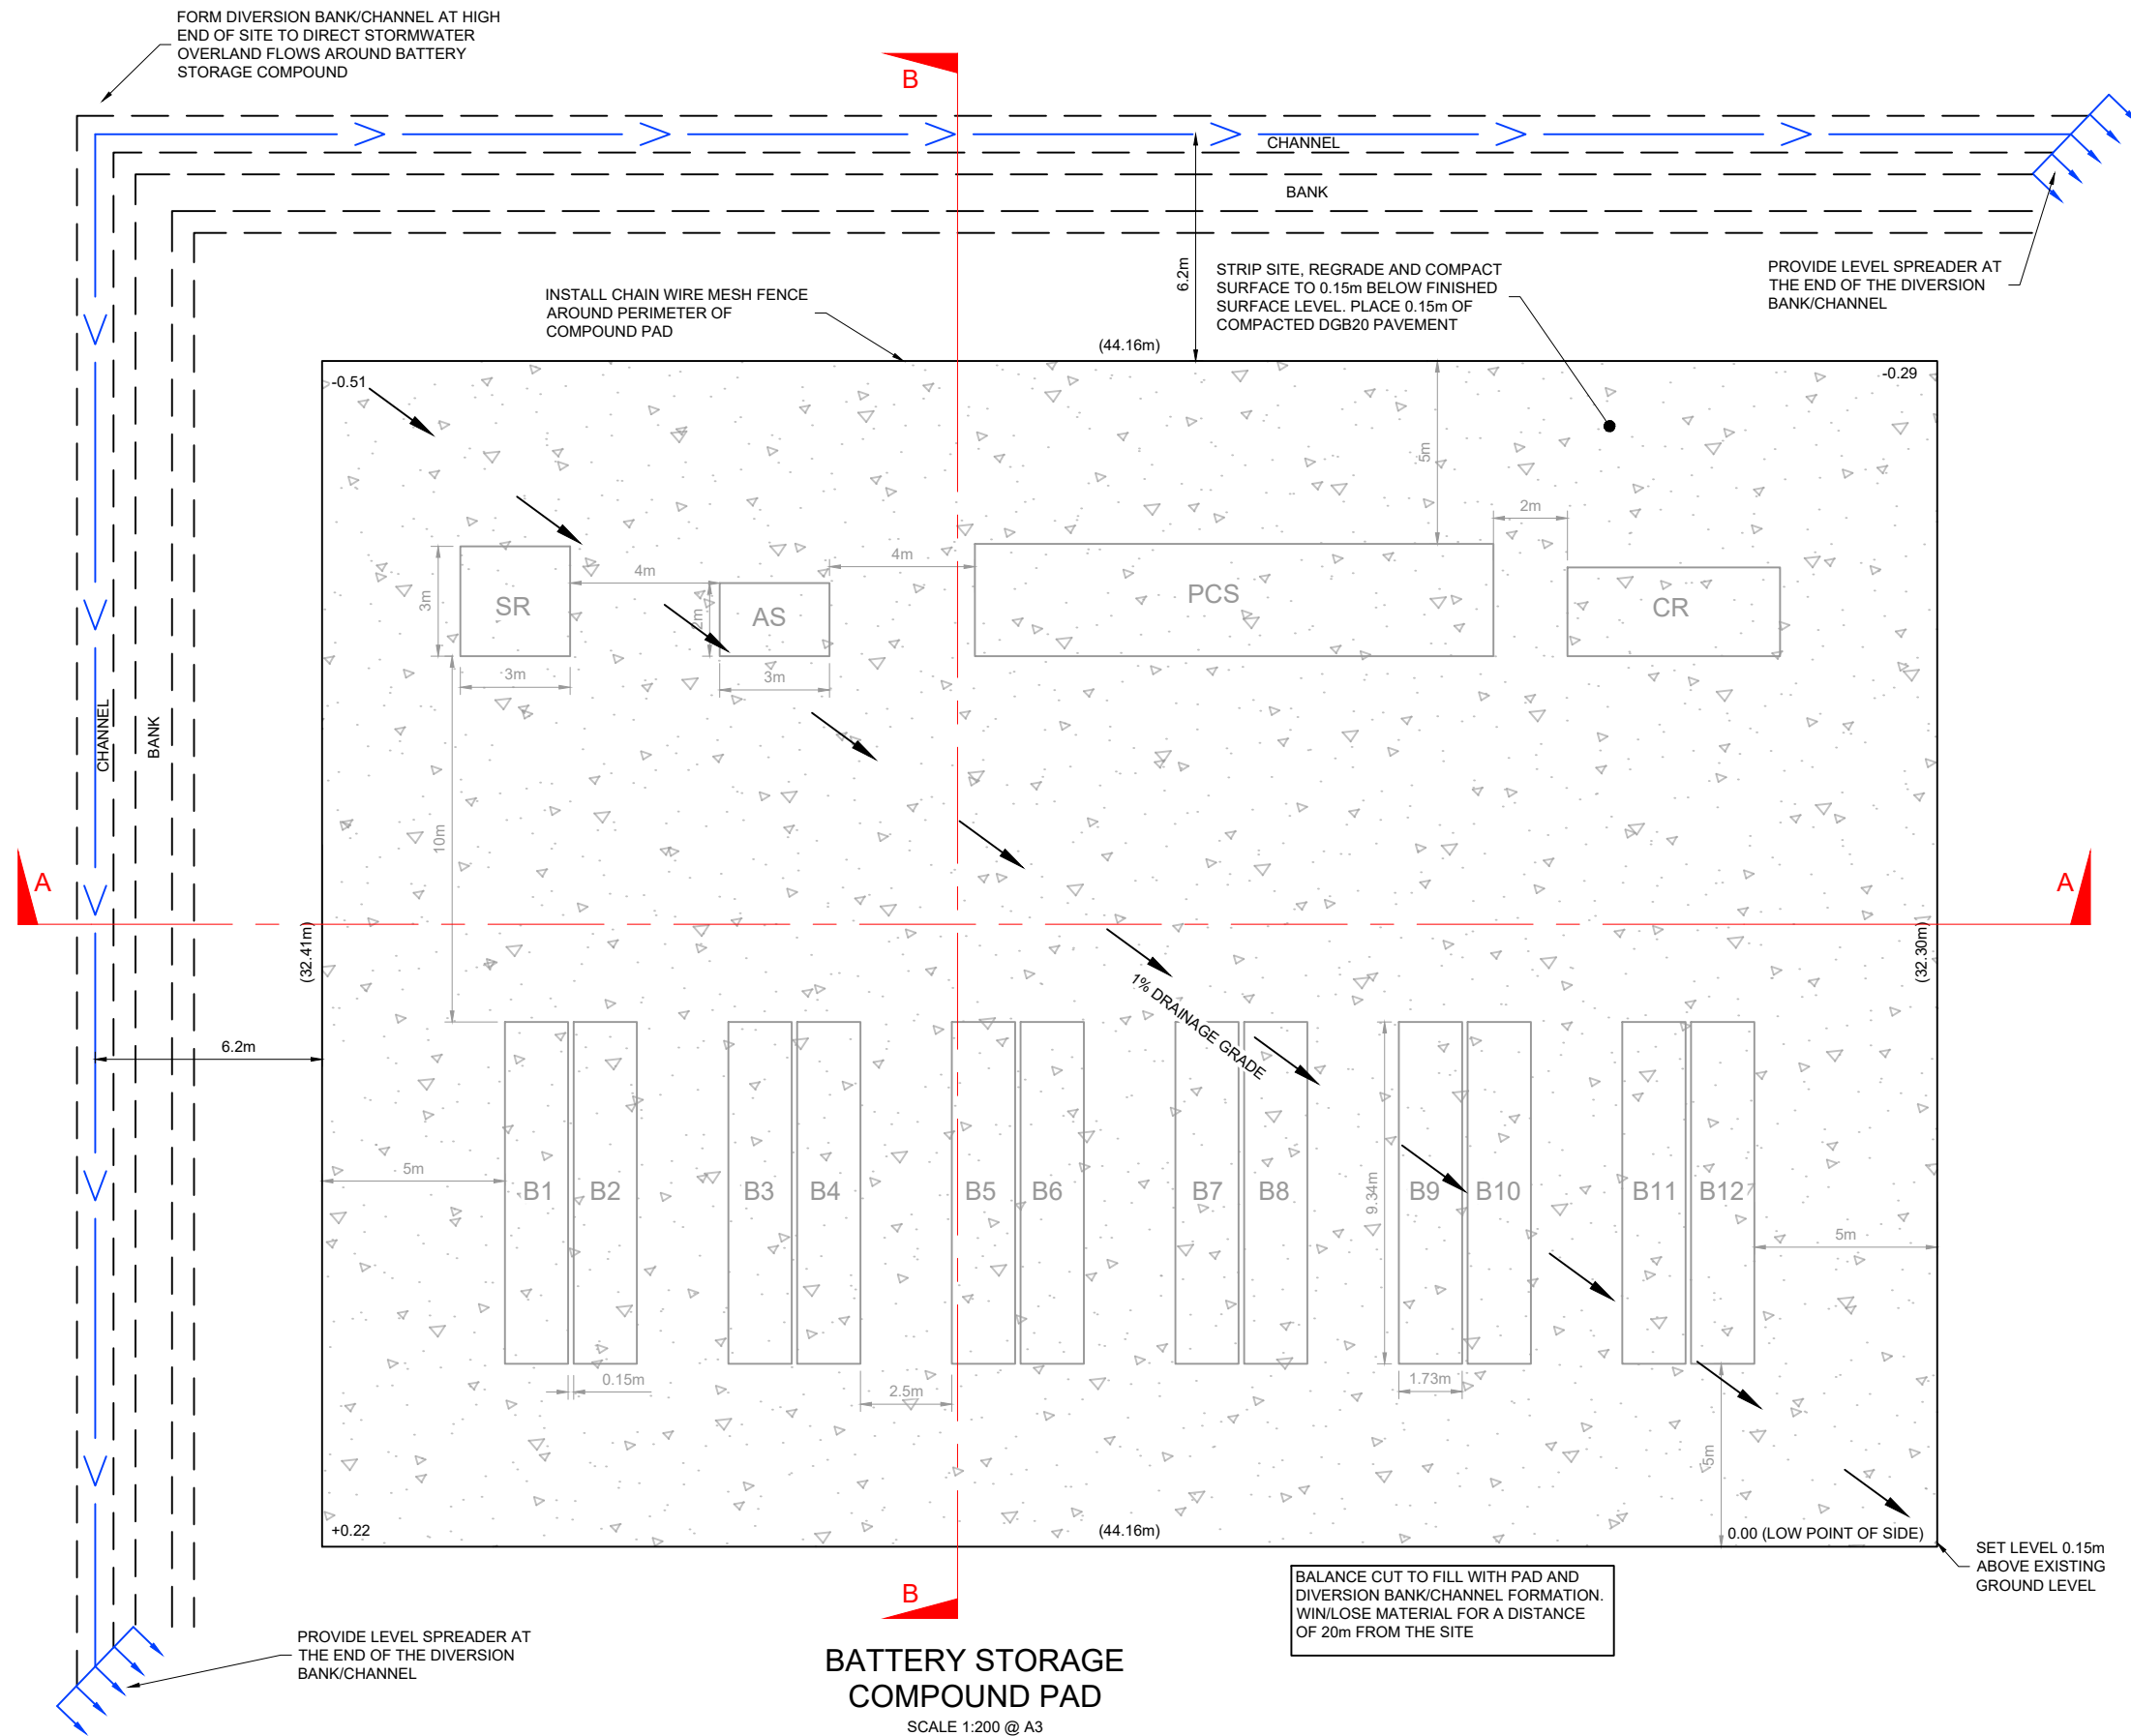 FORM DIVERSION BANK/CHANNEL AT HIGH
END OF SITE TO DIRECT STORMWATER
OVERLAND FLOWS AROUND BATTERY
STORAGE COMPOUND
B
CHANNEL
BANK
6.2m
INSTALL CHAIN WIRE MESH FENCE
AROUND PERIMETER OF
COMPOUND PAD
STRIP SITE, REGRADE AND COMPACT
SURFACE TO 0.15m BELOW FINISHED
SURFACE LEVEL. PLACE 0.15m OF
COMPACTED DGB20 PAVEMENT
PROVIDE LEVEL SPREADER AT
THE END OF THE DIVERSION
BANK/CHANNEL
(44.16m)
-0.51
-0.29
5m
2m
4m
4m
3m
SR
2m
AS
PCS
CR
3m
3m
CHANNEL
BANK
10m
A
A
(32.41m)
(32.30m)
1% DRAINAGE GRADE
6.2m
5m
B1
B2
B3
B4
B5
B6
B7
B8
9.34m
B9
B10
B11
B12
5m
0.15m
2.5m
1.73m
5m
+0.22
(44.16m)
0.00 (LOW POINT OF SIDE)
SET LEVEL 0.15m
ABOVE EXISTING
GROUND LEVEL
B
BALANCE CUT TO FILL WITH PAD AND
DIVERSION BANK/CHANNEL FORMATION.
WIN/LOSE MATERIAL FOR A DISTANCE
OF 20m FROM THE SITE
PROVIDE LEVEL SPREADER AT
THE END OF THE DIVERSION
BANK/CHANNEL
BATTERY STORAGE
COMPOUND PAD
SCALE 1:200 @ A3